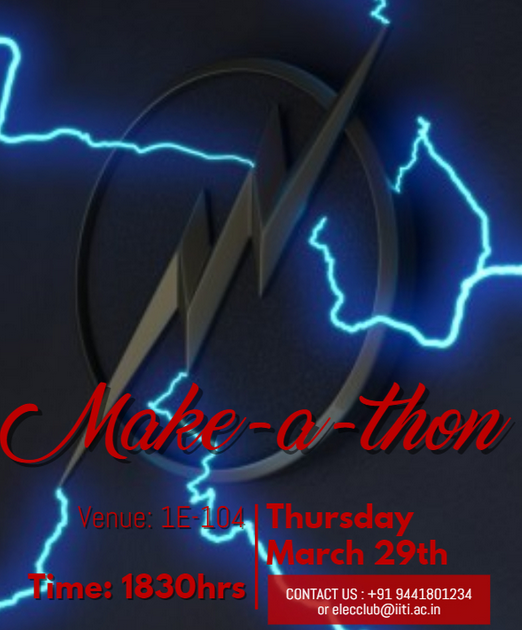 Make-a-thon
Venue: 1E-104
Time: 1830hrs
Thursday
March 29th
CONTACT US : +91 9441801234
or elecclub@iiti.ac.in